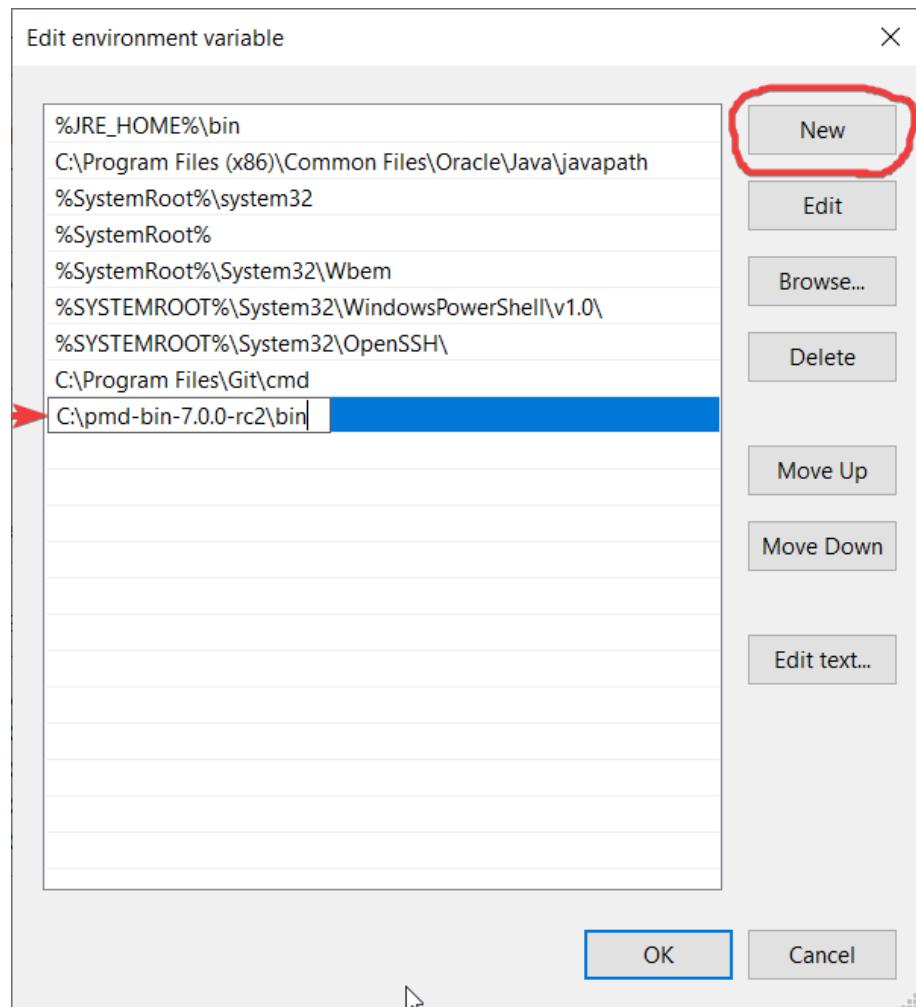 Edit environment variable
%JRE_HOME%\bin
New
C:\Program Files (x86)\Common Files\Oracle\Java\javapath
%SystemRoot%\system32
Edit
%SystemRoot%
%SystemRoot%\System32\Wbem
Browse...
%SYSTEMROOT%\System32\WindowsPowerShell\v1.0\
%SYSTEMROOT%\System32\OpenSSH\
Delete
C:\Program Files\Git\cmd
C:\pmd-bin-7.0.0-rc2\bin
Move Up
Move Down
Edit text...
OK
Cancel